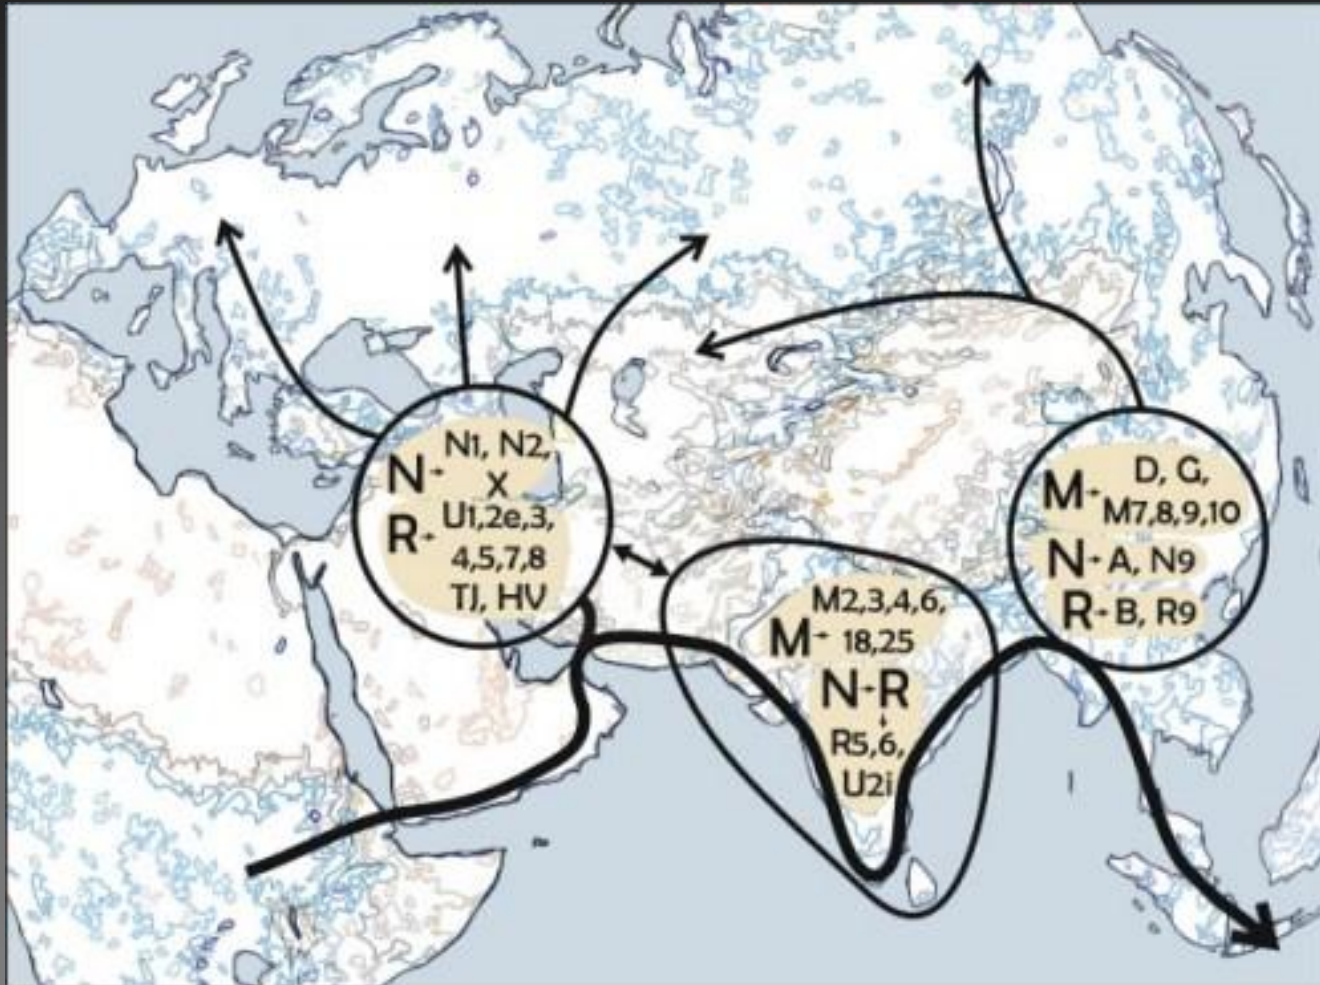 N→ N1, N2,
X
R→ U1,2e,3,
4,5,7,8
TJ, HV
M2,3,4,6,
M→ 18,25
N→R
↓
R5,6,
U2i
M→ D, G,
M7,8,9,10
N→A, N9
R→B, R9